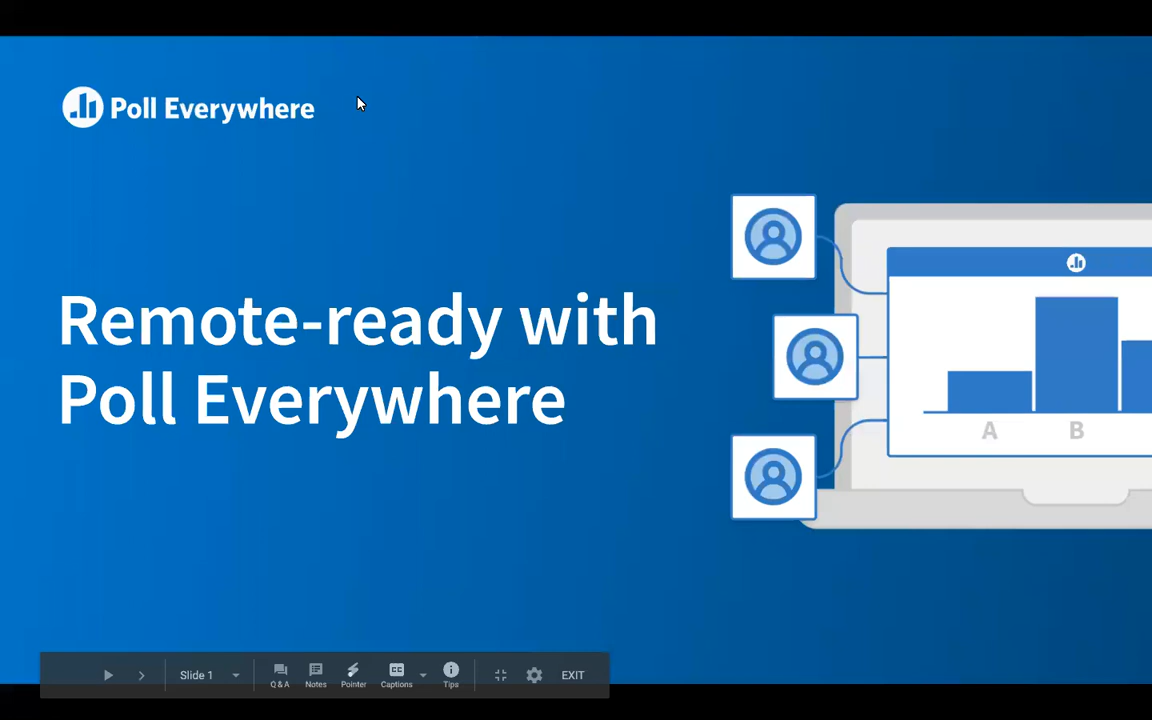 Poll Everywhere
Remote-ready with
Poll Everywhere
A B
Slide 1 Q&A Notes Pointer CC Captions Tips EXIT